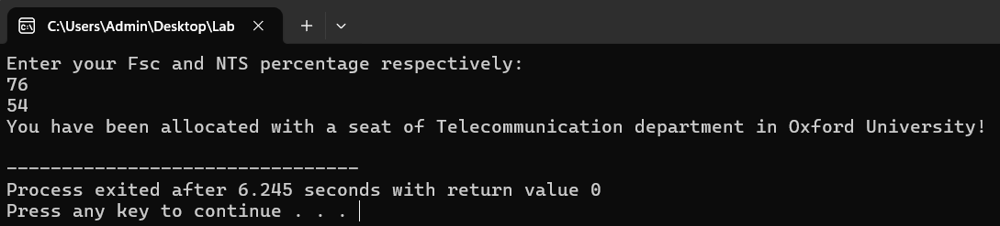 C:\Users\Admin\Desktop\Lab
Enter your Fsc and NTS percentage respectively:
76
54
You have been allocated with a seat of Telecommunication department in Oxford University!
--------------------------------
Process exited after 6.245 seconds with return value 0
Press any key to continue . . .